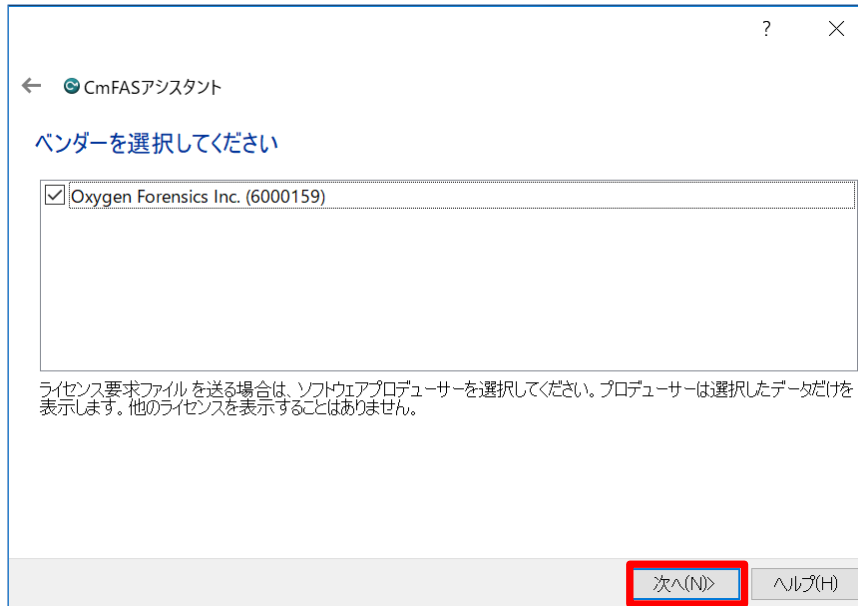 ?
CmFASアシスタント
ベンダーを選択してください
Oxygen Forensics Inc. (6000159)
ライセンス要求ファイル を送る場合は、ソフトウェアプロデューサーを選択してください。プロデューサーは選択したデータだけを
表示します。他のライセンスを表示することはありません。
次へ(N)>
ヘルプ(H)